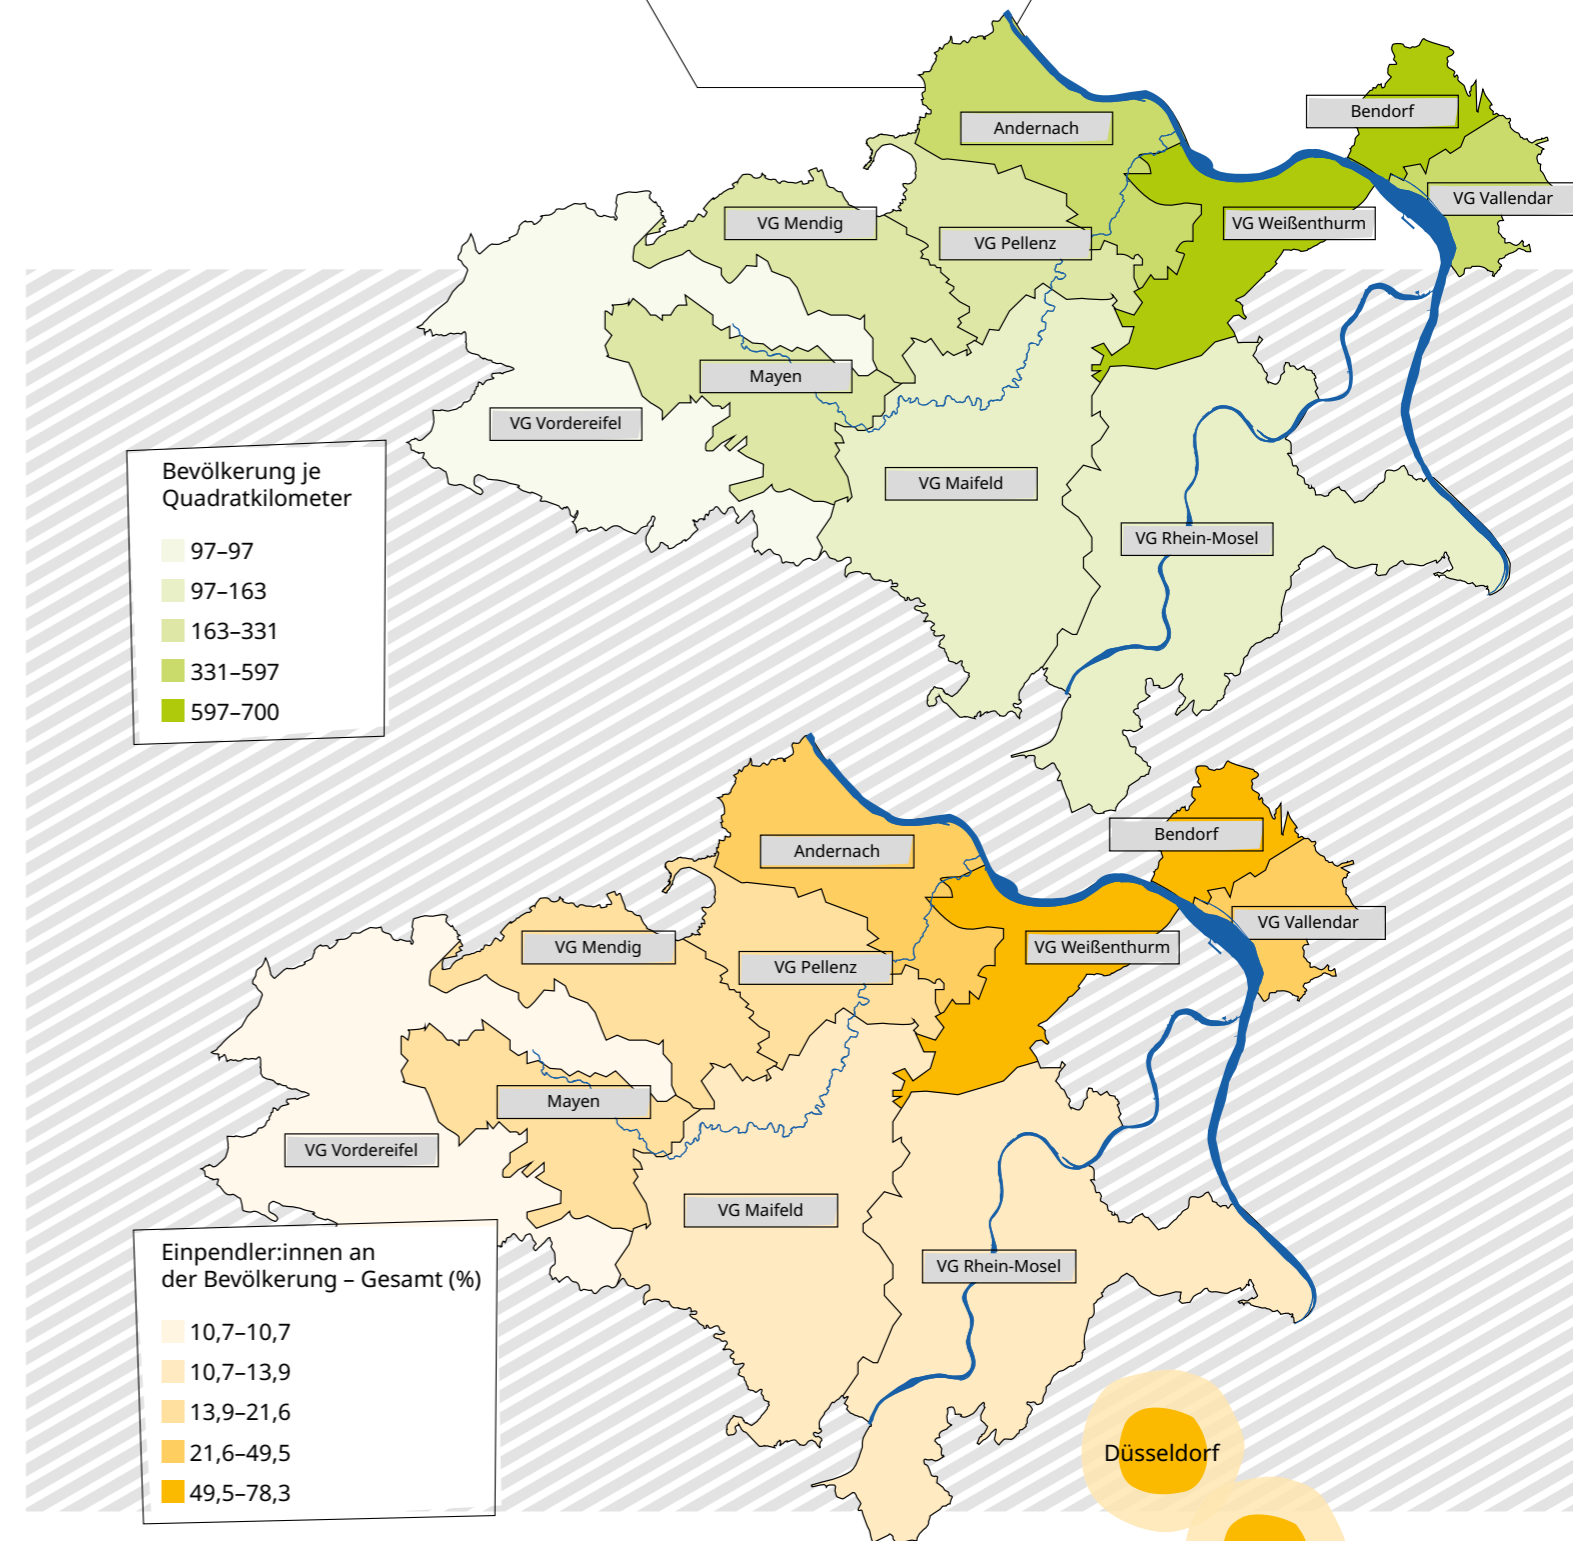 Andernach
Bendorf
VG Vallendar
VG Mendig
VG Weißenthurm
VG Pellenz
Mayen
VG Vordereifel
VG Maifeld
VG Rhein-Mosel
Bevölkerung je
Quadratkilometer
97–97
97–163
163–331
331–597
597–700
Andernach
Bendorf
VG Vallendar
VG Mendig
VG Weißenthurm
VG Pellenz
Mayen
VG Vordereifel
VG Maifeld
VG Rhein-Mosel
Einpendler:innen an
der Bevölkerung – Gesamt (%)
10,7–10,7
10,7–13,9
13,9–21,6
21,6–49,5
49,5–78,3
Düsseldorf